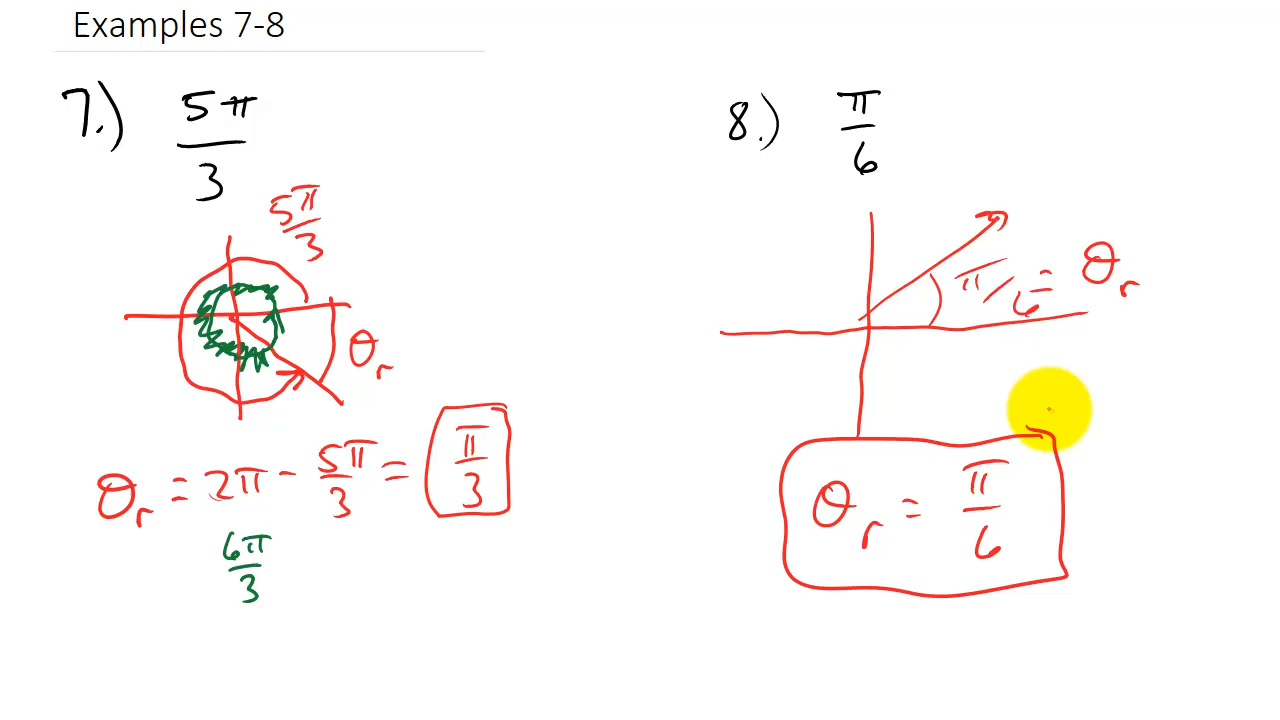 Examples 7-8
7.) 5π/3
5π/3
θr
θr = 2π - 5π/3 = π/3
6π/3
8.) π/6
π/6 = θr
θr = π/6